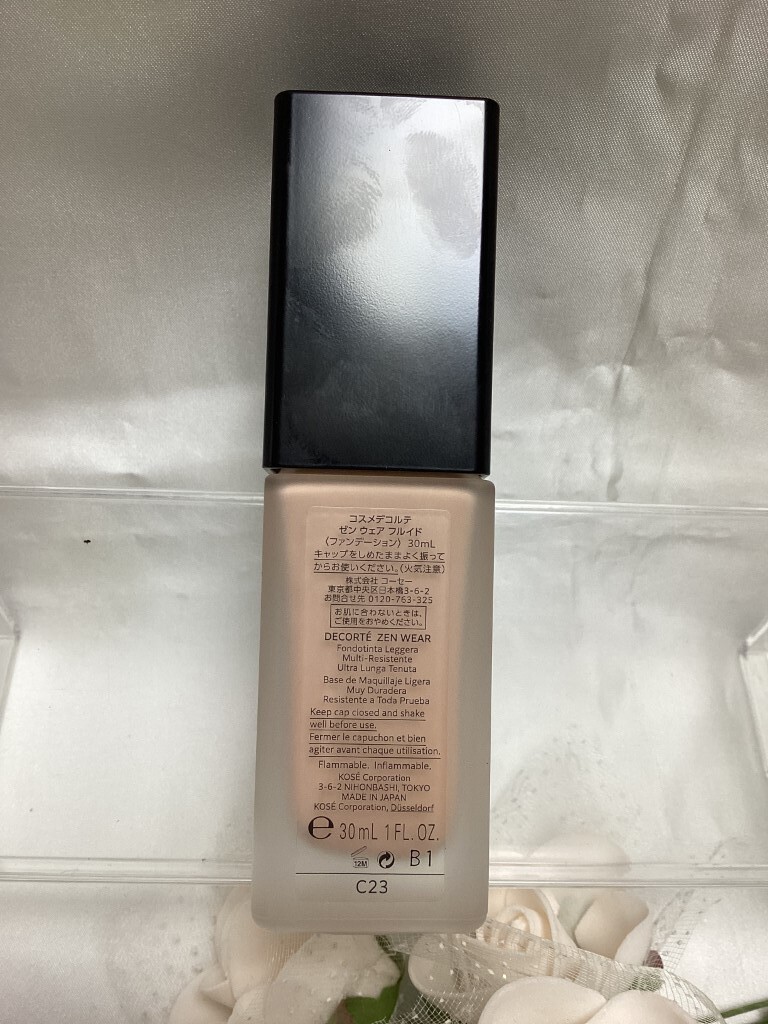 コスメデコルテ
ゼン ウェア フルイド
〈ファンデーション〉 30mL
キャップをしめたままよく振って
からお使いください。(火気注意)
株式会社 コーセー
東京都中央区日本橋3-6-2
お問合せ先 0120-763-325
お肌に合わないときは、
ご使用をおやめください。
DECORTÉ ZEN WEAR
Fondotinta Leggera
Multi-Resistente
Ultra Lunga Tenuta
Base de Maquillaje Ligera
Muy Duradera
Resistente a Toda Prueba
Keep cap closed and shake
well before use.
Fermer le capuchon et bien
agiter avant chaque utilisation.
Flammable. Inflammable.
KOSÉ Corporation
3-6-2 NIHONBASHI, TOKYO
MADE IN JAPAN
KOSÉ Corporation, Düsseldorf
e 30mL 1 FL. OZ.
12M B1
C23